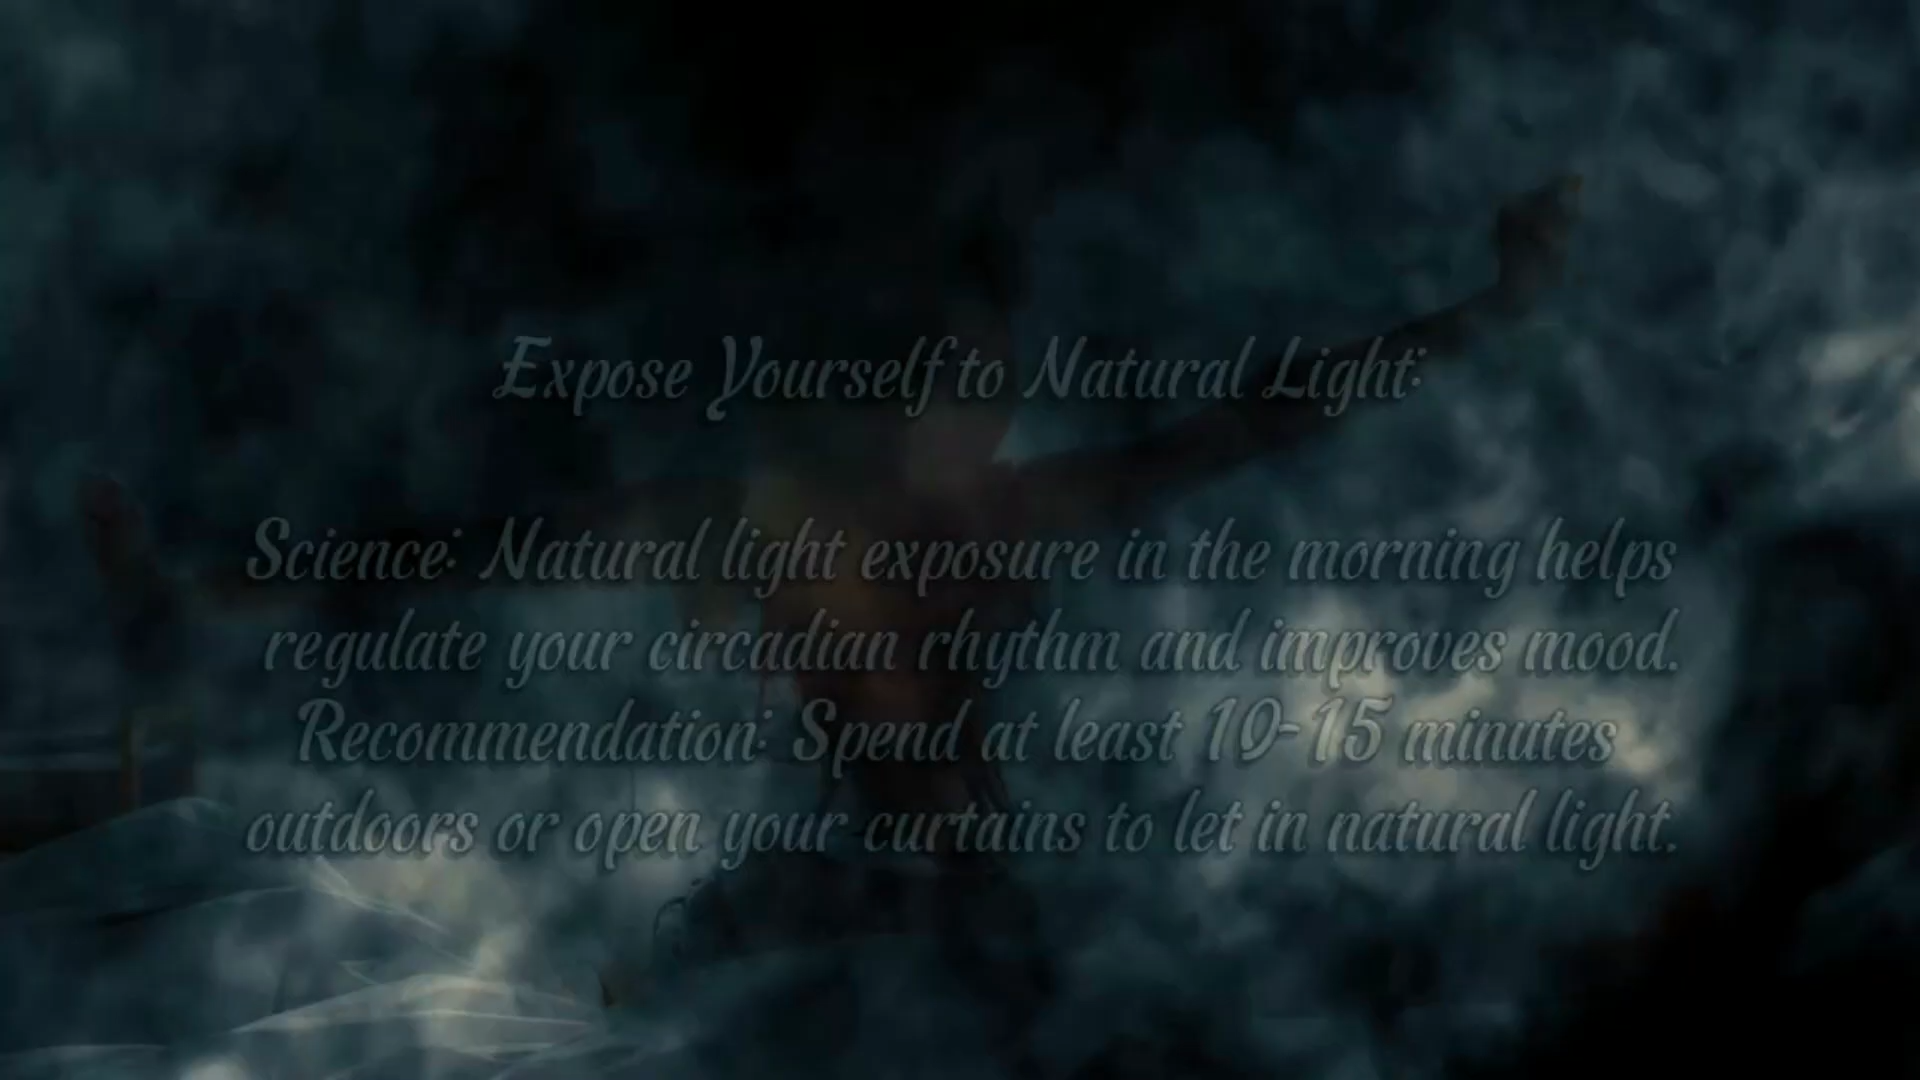 Expose Yourself to Natural Light:
Science: Natural light exposure in the morning helps
regulate your circadian rhythm and improves mood.
Recommendation: Spend at least 10-15 minutes
outdoors or open your curtains to let in natural light.